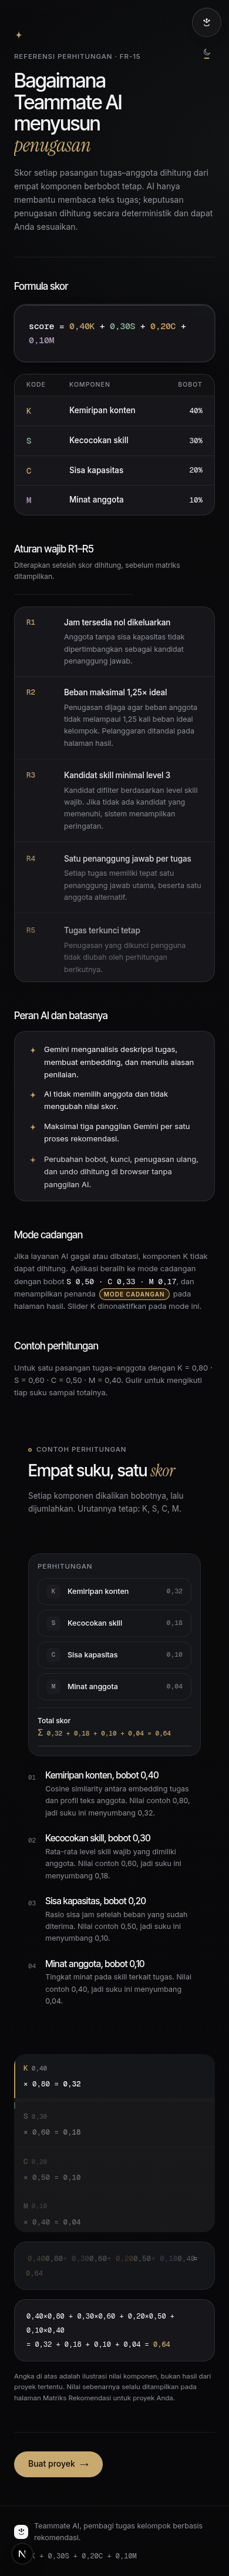 REFERENSI PERHITUNGAN · FR-15
Bagaimana
Teammate AI
menyusun
penugasan
Skor setiap pasangan tugas–anggota dihitung dari
empat komponen berbobot tetap. AI hanya
membantu membaca teks tugas; keputusan
penugasan dihitung secara deterministik dan dapat
Anda sesuaikan.
Formula skor
score = 0,40K + 0,30S + 0,20C +
0,10M
KODE KOMPONEN BOBOT
K Kemiripan konten 40%
S Kecocokan skill 30%
C Sisa kapasitas 20%
M Minat anggota 10%
Aturan wajib R1–R5
Diterapkan setelah skor dihitung, sebelum matriks
ditampilkan.
R1 Jam tersedia nol dikeluarkan
Anggota tanpa sisa kapasitas tidak
dipertimbangkan sebagai kandidat
penanggung jawab.
R2 Beban maksimal 1,25× ideal
Penugasan dijaga agar beban anggota
tidak melampaui 1,25 kali beban ideal
kelompok. Pelanggaran ditandai pada
halaman hasil.
R3 Kandidat skill minimal level 3
Kandidat difilter berdasarkan level skill
wajib. Jika tidak ada kandidat yang
memenuhi, sistem menampilkan
peringatan.
R4 Satu penanggung jawab per tugas
Setiap tugas memiliki tepat satu
penanggung jawab utama, beserta satu
anggota alternatif.
R5 Tugas terkunci tetap
Penugasan yang dikunci pengguna
tidak diubah oleh perhitungan
berikutnya.
Peran AI dan batasnya
Gemini menganalisis deskripsi tugas,
membuat embedding, dan menulis alasan
penilaian.
AI tidak memilih anggota dan tidak
mengubah nilai skor.
Maksimal tiga panggilan Gemini per satu
proses rekomendasi.
Perubahan bobot, kunci, penugasan ulang,
dan undo dihitung di browser tanpa
panggilan AI.
Mode cadangan
Jika layanan AI gagal atau dibatasi, komponen K tidak
dapat dihitung. Aplikasi beralih ke mode cadangan
dengan bobot S 0,50 · C 0,33 · M 0,17, dan
menampilkan penanda MODE CADANGAN pada
halaman hasil. Slider K dinonaktifkan pada mode ini.
Contoh perhitungan
Untuk satu pasangan tugas–anggota dengan K = 0,80 ·
S = 0,60 · C = 0,50 · M = 0,40. Gulir untuk mengikuti
tiap suku sampai totalnya.
CONTOH PERHITUNGAN
Empat suku, satu skor
Setiap komponen dikalikan bobotnya, lalu
dijumlahkan. Urutannya tetap: K, S, C, M.
PERHITUNGAN
K Kemiripan konten 0,32
S Kecocokan skill 0,18
C Sisa kapasitas 0,10
M Minat anggota 0,04
Total skor
Σ 0,32 + 0,18 + 0,10 + 0,04 = 0,64
01 Kemiripan konten, bobot 0,40
Cosine similarity antara embedding tugas
dan profil teks anggota. Nilai contoh 0,80,
jadi suku ini menyumbang 0,32.
02 Kecocokan skill, bobot 0,30
Rata-rata level skill wajib yang dimiliki
anggota. Nilai contoh 0,60, jadi suku ini
menyumbang 0,18.
03 Sisa kapasitas, bobot 0,20
Rasio sisa jam setelah beban yang sudah
diterima. Nilai contoh 0,50, jadi suku ini
menyumbang 0,10.
04 Minat anggota, bobot 0,10
Tingkat minat pada skill terkait tugas. Nilai
contoh 0,40, jadi suku ini menyumbang
0,04.
K 0,40
× 0,80 = 0,32
S 0,30
× 0,60 = 0,18
C 0,20
× 0,50 = 0,10
M 0,10
× 0,40 = 0,04
0,64
0,40×0,80 + 0,30×0,60 + 0,20×0,50 +
0,10×0,40
= 0,32 + 0,18 + 0,10 + 0,04 = 0,64
Angka di atas adalah ilustrasi nilai komponen, bukan hasil dari
proyek tertentu. Nilai sebenarnya selalu ditampilkan pada
halaman Matriks Rekomendasi untuk proyek Anda.
Buat proyek →
Teammate AI, pembagi tugas kelompok berbasis
rekomendasi.
N
+ 0,30S + 0,20C + 0,10M